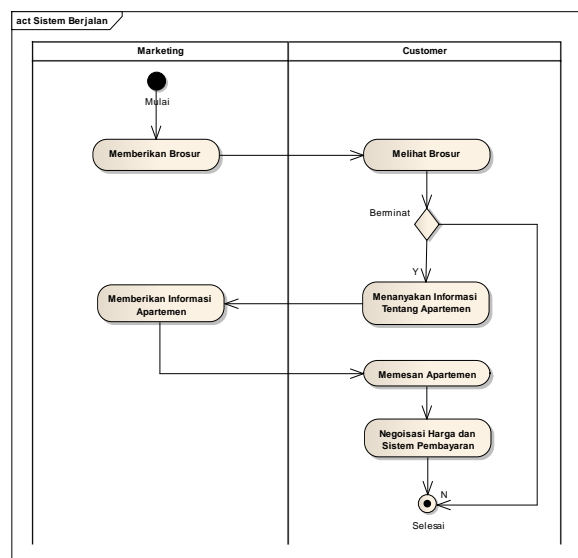 act Sistem Berjalan
Marketing
Customer
Mulai
Memberikan Brosur
Melihat Brosur
Berminat
Y
Memberikan Informasi
Apartemen
Menanyakan Informasi
Tentang Apartemen
Memesan Apartemen
Negoisasi Harga dan
Sistem Pembayaran
N
Selesai